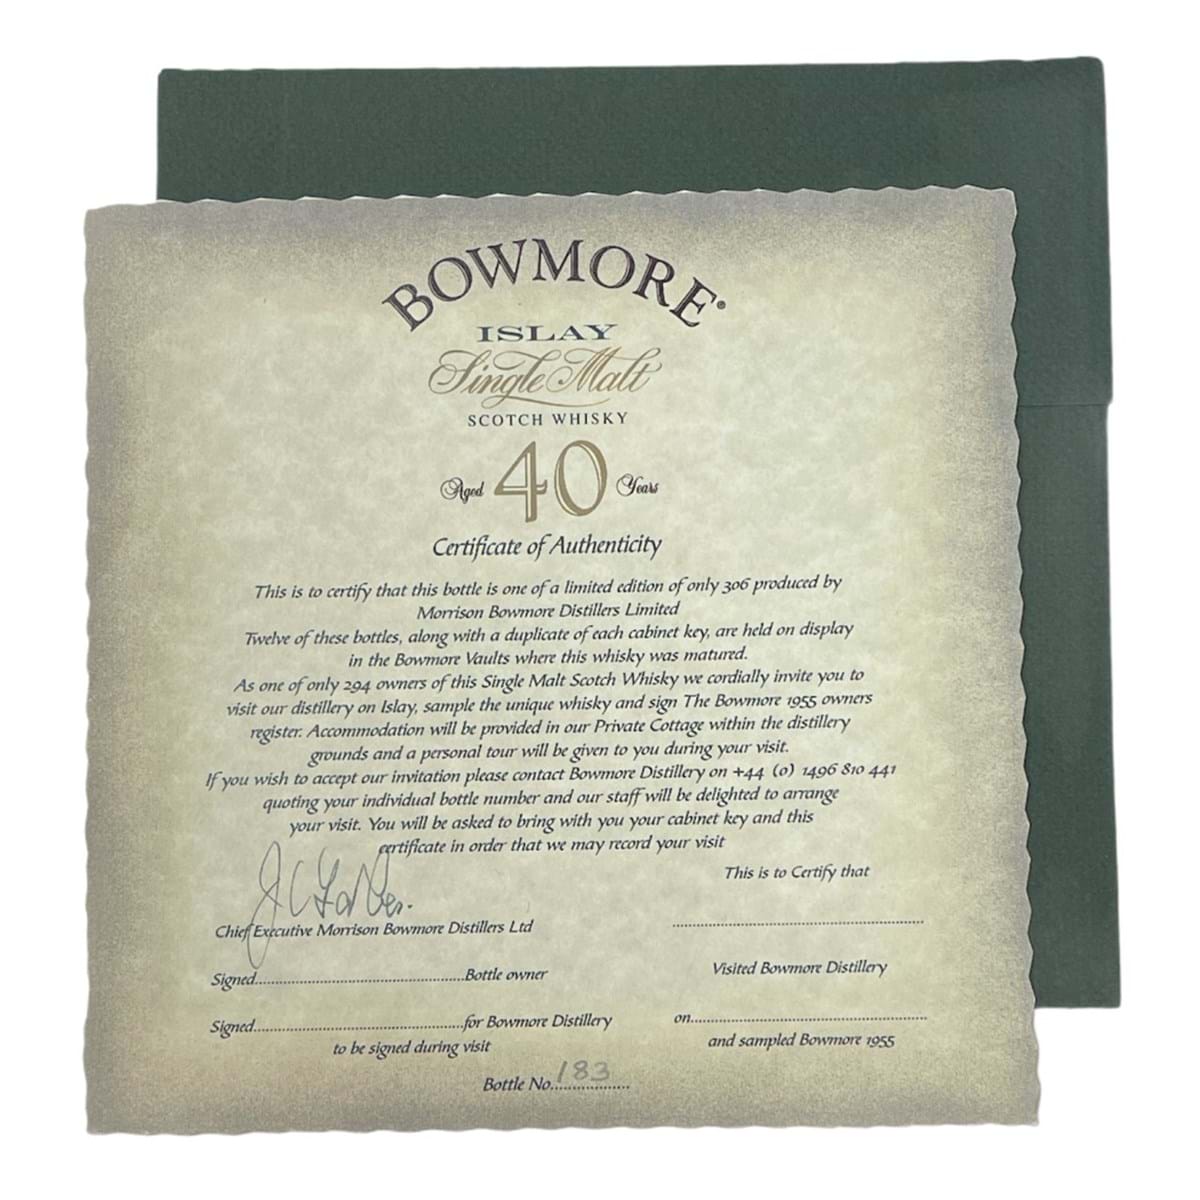 BOWMORE®
ISLAY
Single Malt
SCOTCH WHISKY
Aged 40 Years
Certificate of Authenticity
This is to certify that this bottle is one of a limited edition of only 306 produced by
Morrison Bowmore Distillers Limited
Twelve of these bottles, along with a duplicate of each cabinet key, are held on display
in the Bowmore Vaults where this whisky was matured.
As one of only 294 owners of this Single Malt Scotch Whisky we cordially invite you to
visit our distillery on Islay, sample the unique whisky and sign The Bowmore 1955 owners
register. Accommodation will be provided in our Private Cottage within the distillery
grounds and a personal tour will be given to you during your visit.
If you wish to accept our invitation please contact Bowmore Distillery on +44 (0) 1496 810 441
quoting your individual bottle number and our staff will be delighted to arrange
your visit. You will be asked to bring with you your cabinet key and this
certificate in order that we may record your visit
This is to Certify that
Chief Executive Morrison Bowmore Distillers Ltd
Signed..................Bottle owner
Visited Bowmore Distillery
Signed..................for Bowmore Distillery
on..................
to be signed during visit
and sampled Bowmore 1955
Bottle No. 183